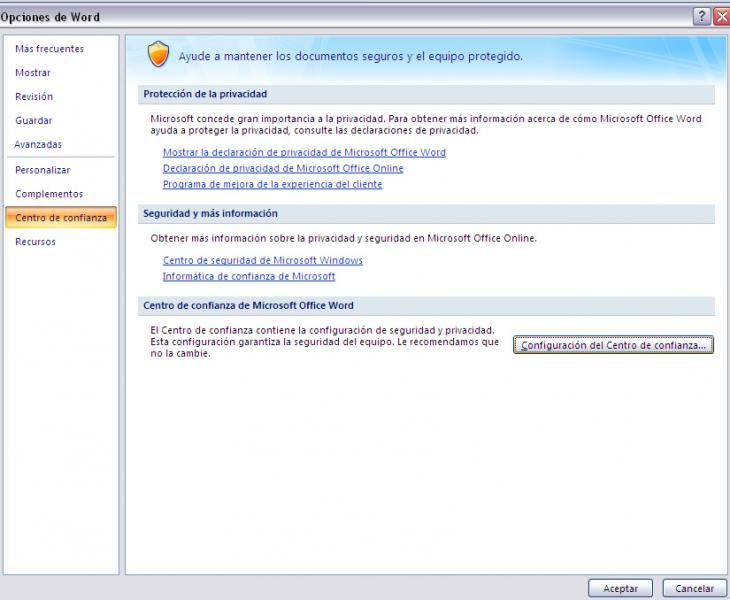 Opciones de Word
Más frecuentes
Mostrar
Revisión
Guardar
Avanzadas
Personalizar
Complementos
Centro de confianza
Recursos
Ayude a mantener los documentos seguros y el equipo protegido.
Protección de la privacidad
Microsoft concede gran importancia a la privacidad. Para obtener más información acerca de cómo Microsoft Office Word
ayuda a proteger la privacidad, consulte las declaraciones de privacidad.
Mostrar la declaración de privacidad de Microsoft Office Word
Declaración de privacidad de Microsoft Office Online
Programa de mejora de la experiencia del cliente
Seguridad y más información
Obtener más información sobre la privacidad y seguridad en Microsoft Office Online.
Centro de seguridad de Microsoft Windows
Informática de confianza de Microsoft
Centro de confianza de Microsoft Office Word
El Centro de confianza contiene la configuración de seguridad y privacidad.
Esta configuración garantiza la seguridad del equipo. Le recomendamos que
no la cambie.
Configuración del Centro de confianza...
Aceptar
Cancelar